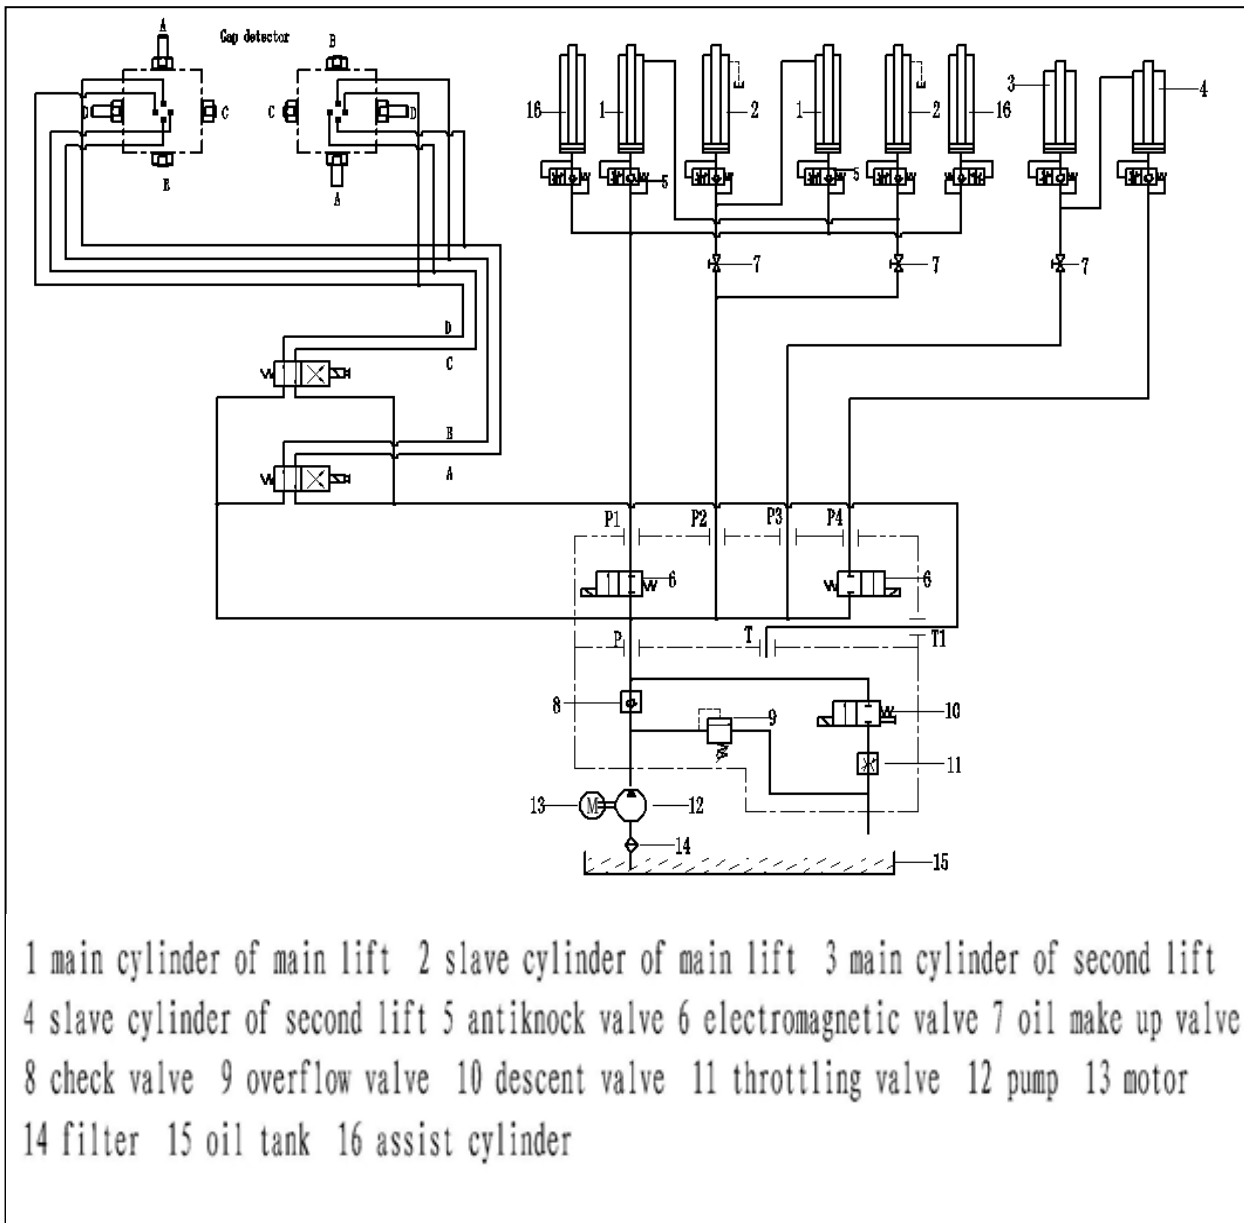 A
Gap detector
B
16
1
2
1
2
16
3
4
D
C
C
D
B
A
5
5
7
7
7
D
C
B
A
P1
P2
P3
P4
6
6
P
T
T1
8
9
10
11
13
M
12
14
15
1 main cylinder of main lift 2 slave cylinder of main lift 3 main cylinder of second lift
4 slave cylinder of second lift 5 antiknock valve 6 electromagnetic valve 7 oil make up valve
8 check valve 9 overflow valve 10 descent valve 11 throttling valve 12 pump 13 motor
14 filter 15 oil tank 16 assist cylinder